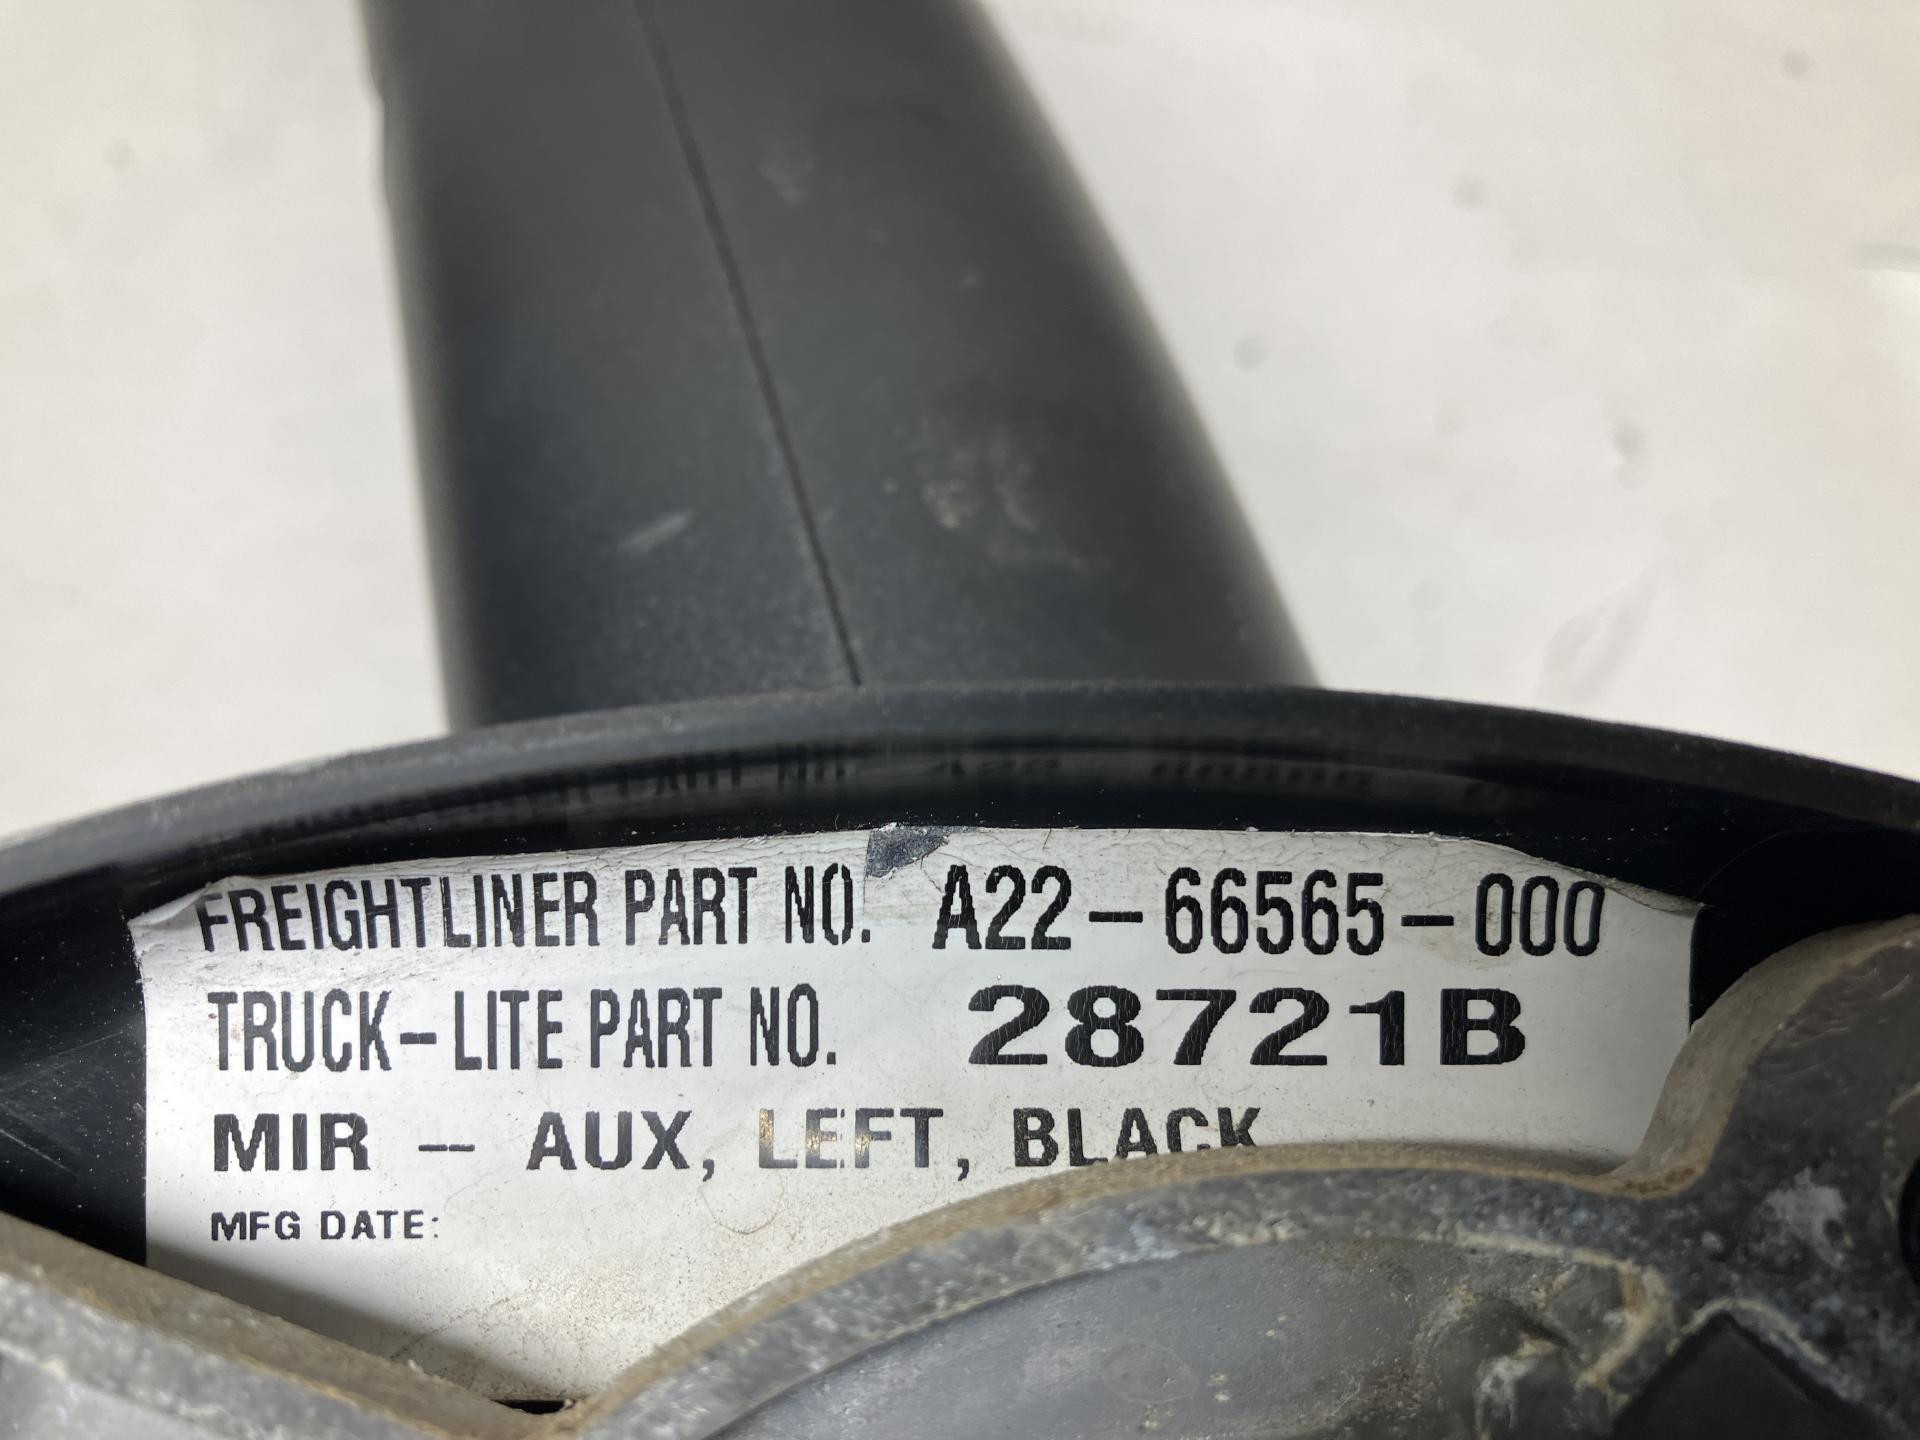 FREIGHTLINER PART NO. A22-66565-000
TRUCK-LITE PART NO. 28721B
MIR -- AUX, LEFT, BLACK
MFG DATE: